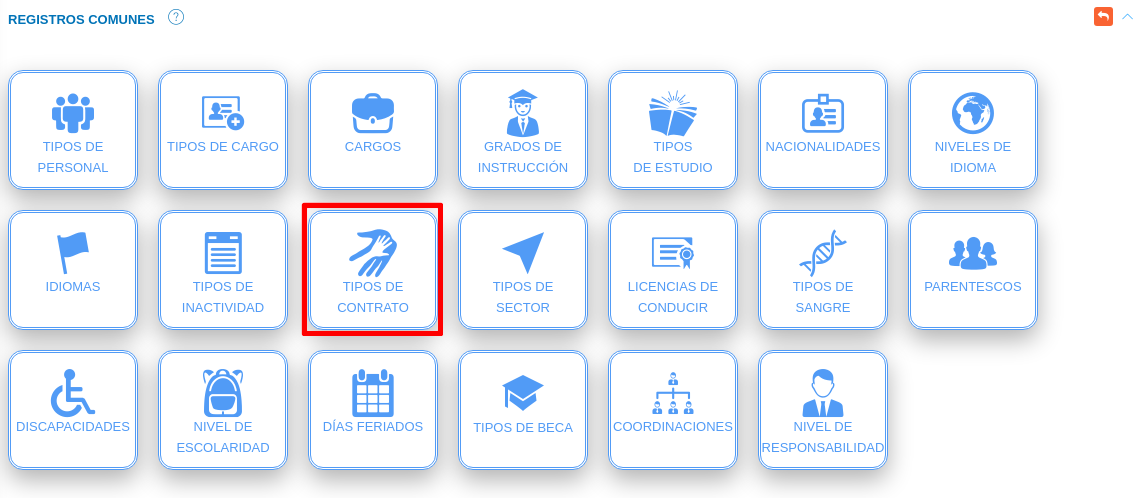 REGISTROS COMUNES ?
TIPOS DE
PERSONAL
TIPOS DE CARGO
CARGOS
GRADOS DE
INSTRUCCIÓN
TIPOS
DE ESTUDIO
NACIONALIDADES
NIVELES DE
IDIOMA
IDIOMAS
TIPOS DE
INACTIVIDAD
TIPOS DE
CONTRATO
TIPOS DE
SECTOR
LICENCIAS DE
CONDUCIR
TIPOS DE
SANGRE
PARENTESCOS
DISCAPACIDADES
NIVEL DE
ESCOLARIDAD
DÍAS FERIADOS
TIPOS DE BECA
COORDINACIONES
NIVEL DE
RESPONSABILIDAD